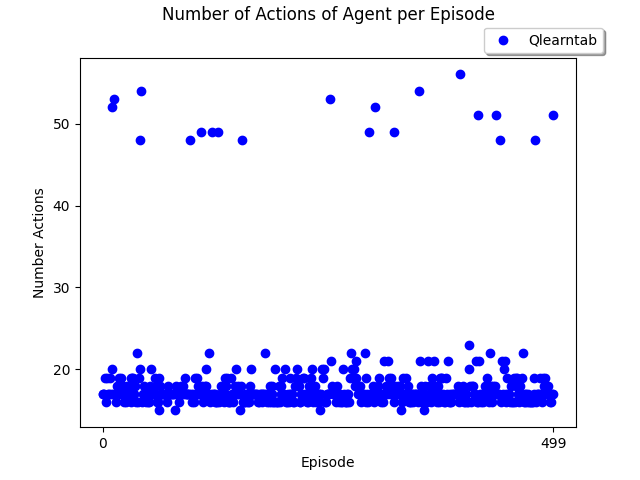 Number of Actions of Agent per Episode
Qlearntab
50
40
30
20
Number Actions
0
499
Episode